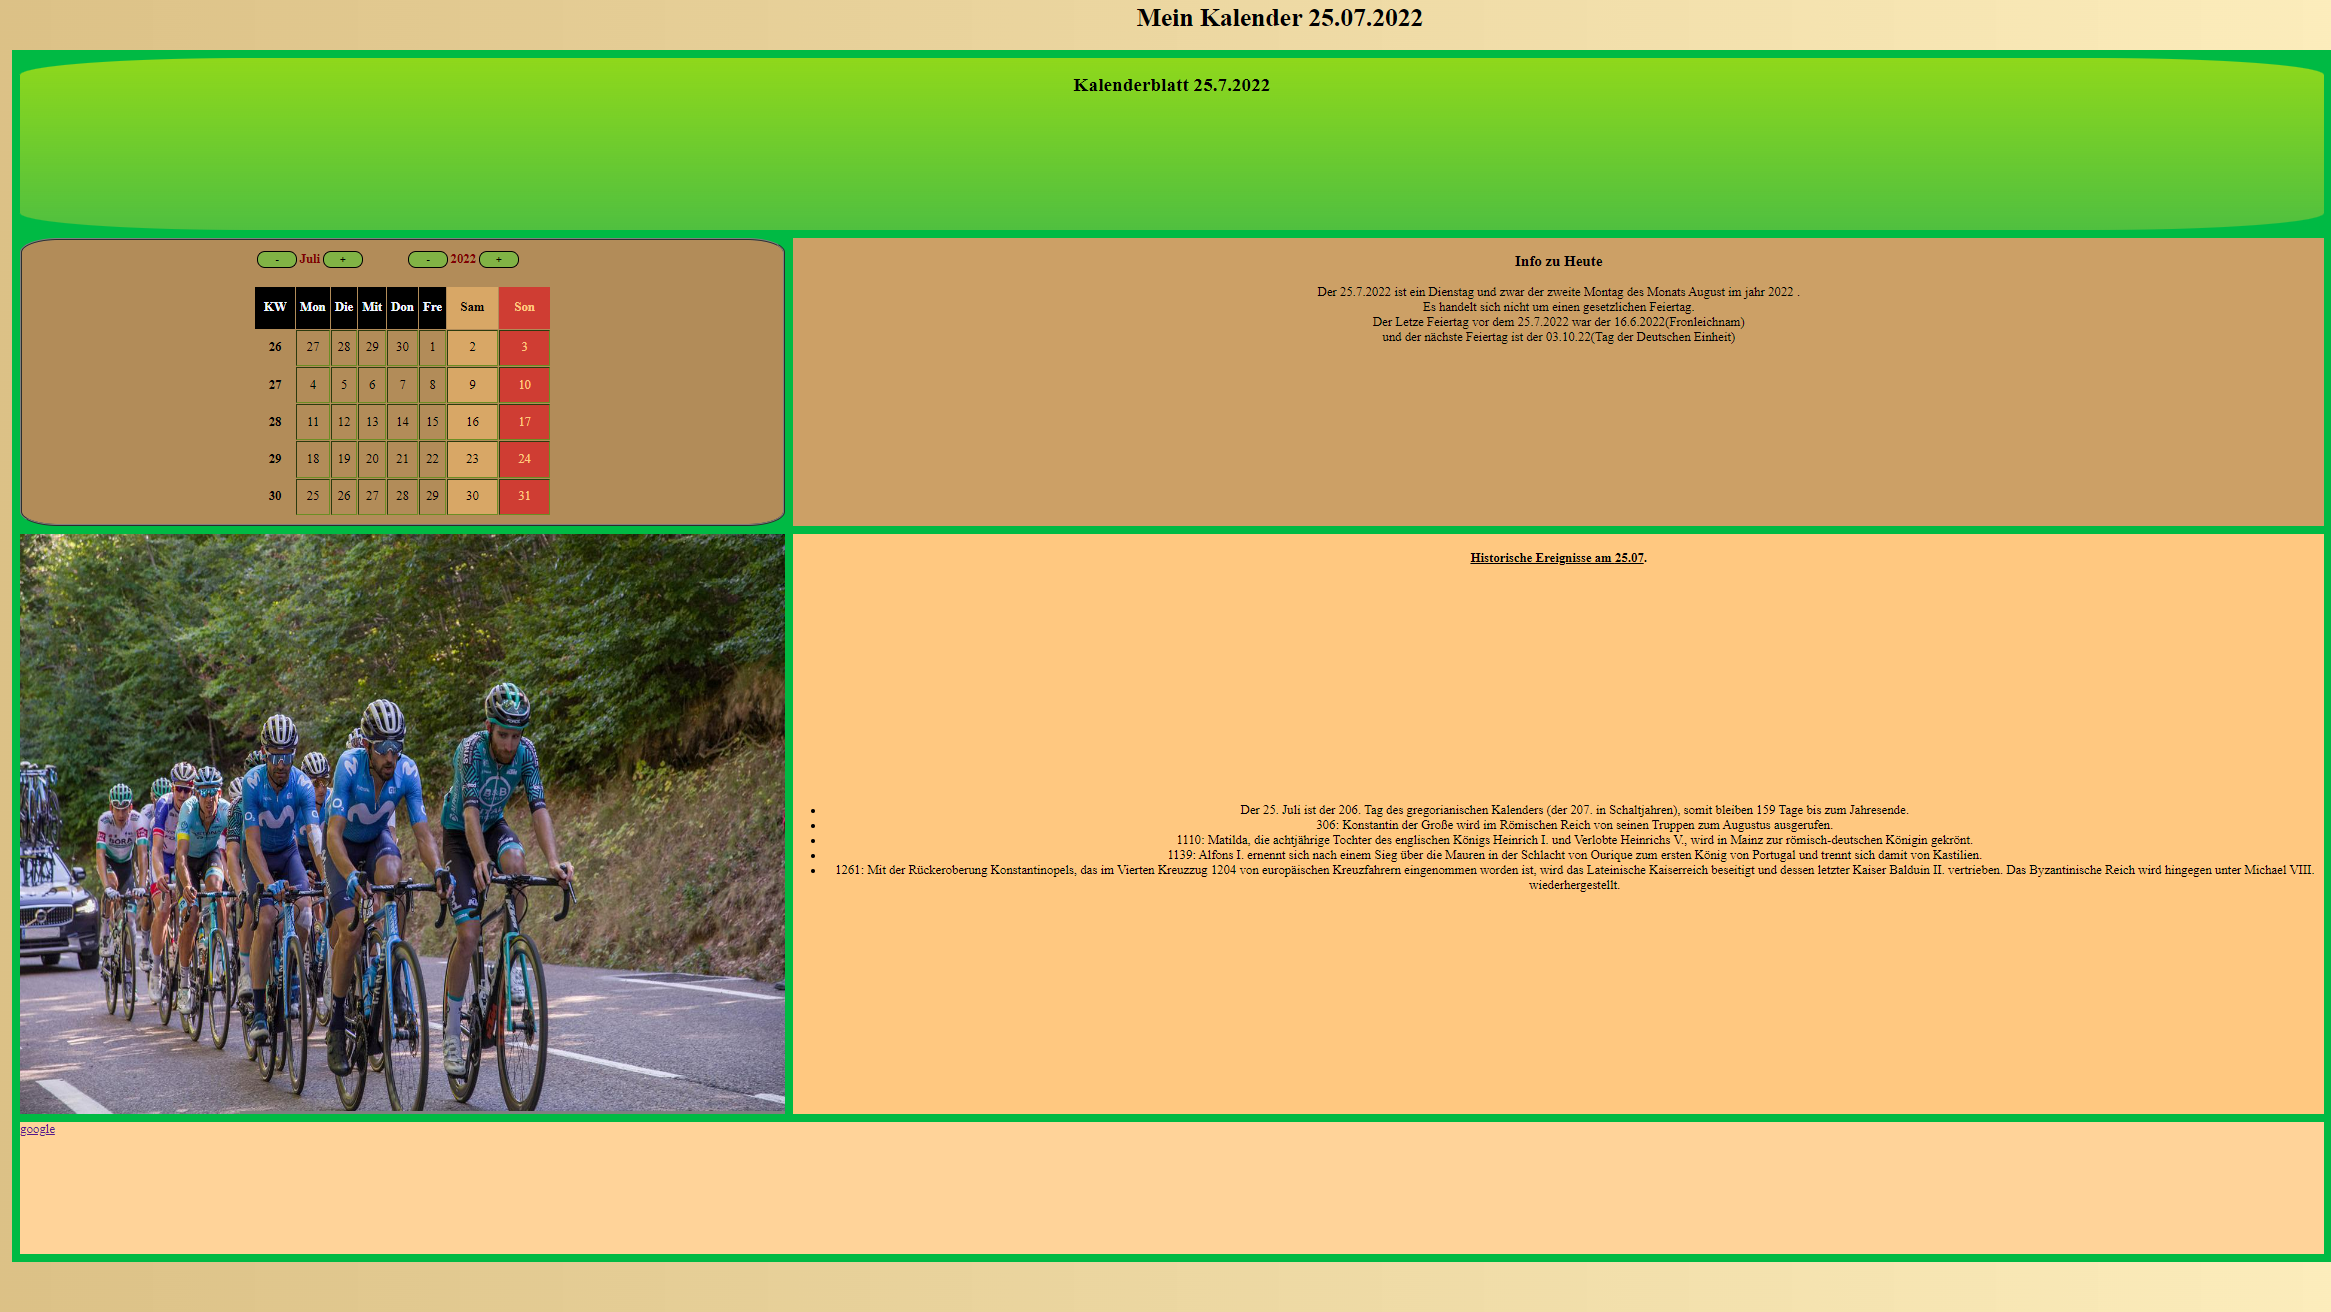 Mein Kalender 25.07.2022
Kalenderblatt 25.7.2022
- Juli + - 2022 +
KW Mon Die Mit Don Fre Sam Son
26 27 28 29 30 1 2 3
27 4 5 6 7 8 9 10
28 11 12 13 14 15 16 17
29 18 19 20 21 22 23 24
30 25 26 27 28 29 30 31
Info zu Heute
Der 25.7.2022 ist ein Dienstag und zwar der zweite Montag des Monats August im jahr 2022 .
Es handelt sich nicht um einen gesetzlichen Feiertag.
Der Letze Feiertag vor dem 25.7.2022 war der 16.6.2022(Fronleichnam)
und der nächste Feiertag ist der 03.10.22(Tag der Deutschen Einheit)
Historische Ereignisse am 25.07.
• Der 25. Juli ist der 206. Tag des gregorianischen Kalenders (der 207. in Schaltjahren), somit bleiben 159 Tage bis zum Jahresende.
• 306: Konstantin der Große wird im Römischen Reich von seinen Truppen zum Augustus ausgerufen.
• 1110: Matilda, die achtjährige Tochter des englischen Königs Heinrich I. und Verlobte Heinrichs V., wird in Mainz zur römisch-deutschen Königin gekrönt.
• 1139: Alfons I. ernennt sich nach einem Sieg über die Mauren in der Schlacht von Ourique zum ersten König von Portugal und trennt sich damit von Kastilien.
• 1261: Mit der Rückeroberung Konstantinopels, das im Vierten Kreuzzug 1204 von europäischen Kreuzfahrern eingenommen worden ist, wird das Lateinische Kaiserreich beseitigt und dessen letzter Kaiser Balduin II. vertrieben. Das Byzantinische Reich wird hingegen unter Michael VIII.
wiederhergestellt.
google